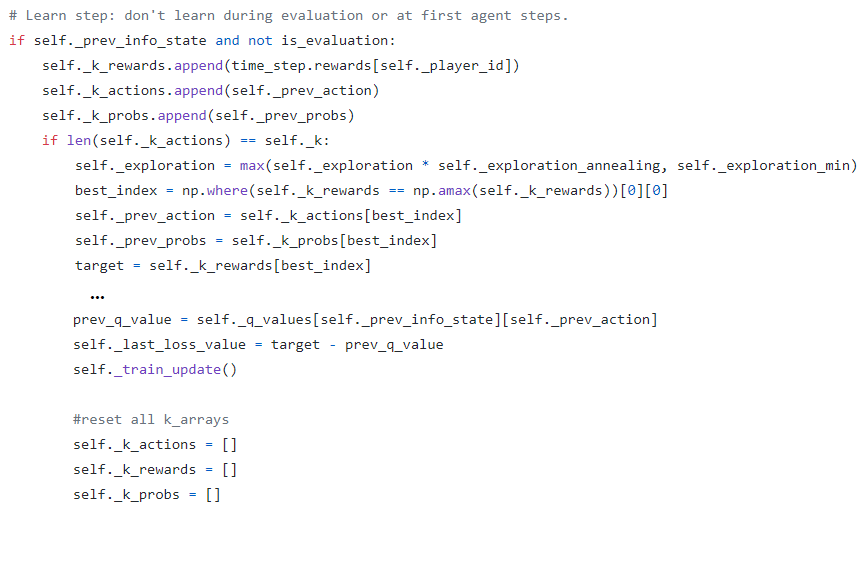 # Learn step: don't learn during evaluation or at first agent steps.
if self._prev_info_state and not is_evaluation:
    self._k_rewards.append(time_step.rewards[self._player_id])
    self._k_actions.append(self._prev_action)
    self._k_probs.append(self._prev_probs)
    if len(self._k_actions) == self._k:
        self._exploration = max(self._exploration * self._exploration_annealing, self._exploration_min)
        best_index = np.where(self._k_rewards == np.amax(self._k_rewards))[0][0]
        self._prev_action = self._k_actions[best_index]
        self._prev_probs = self._k_probs[best_index]
        target = self._k_rewards[best_index]
        ...
        prev_q_value = self._q_values[self._prev_info_state][self._prev_action]
        self._last_loss_value = target - prev_q_value
        self._train_update()

        #reset all k_arrays
        self._k_actions = []
        self._k_rewards = []
        self._k_probs = []